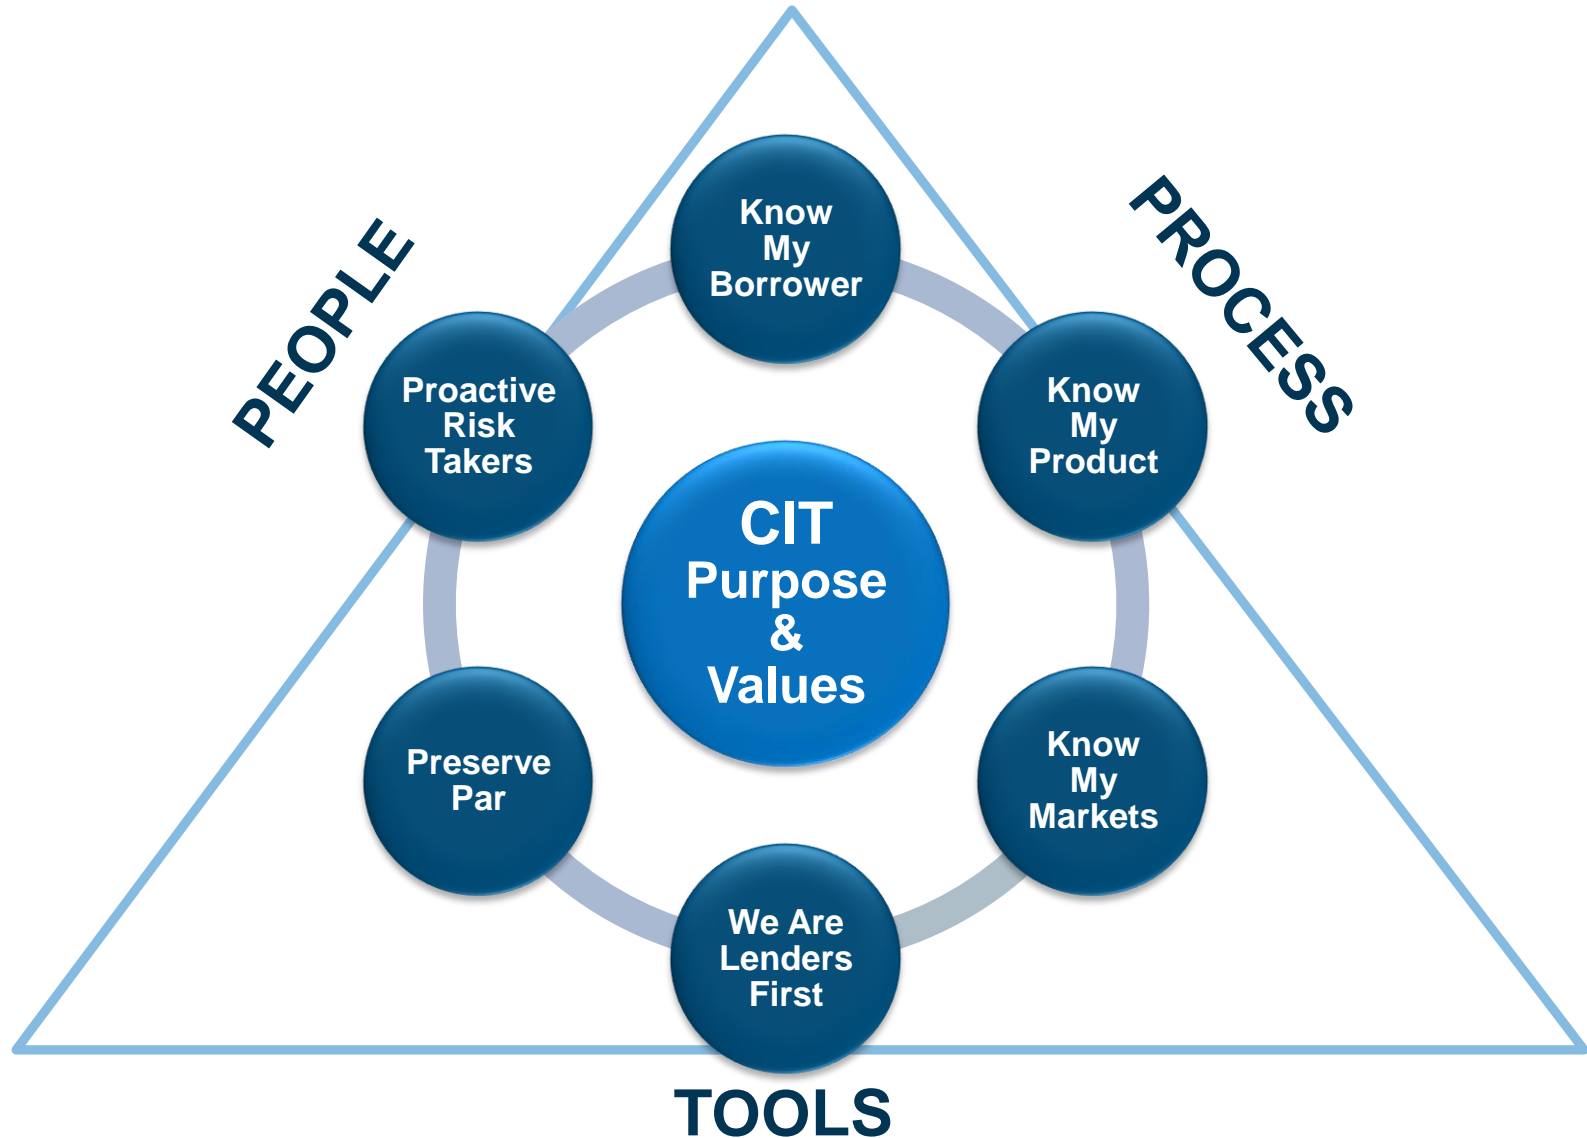 Know
My
Borrower
PEOPLE
PROCESS
Proactive
Risk
Takers
Know
My
Product
CIT
Purpose
&
Values
Preserve
Par
Know
My
Markets
We Are
Lenders
First
TOOLS